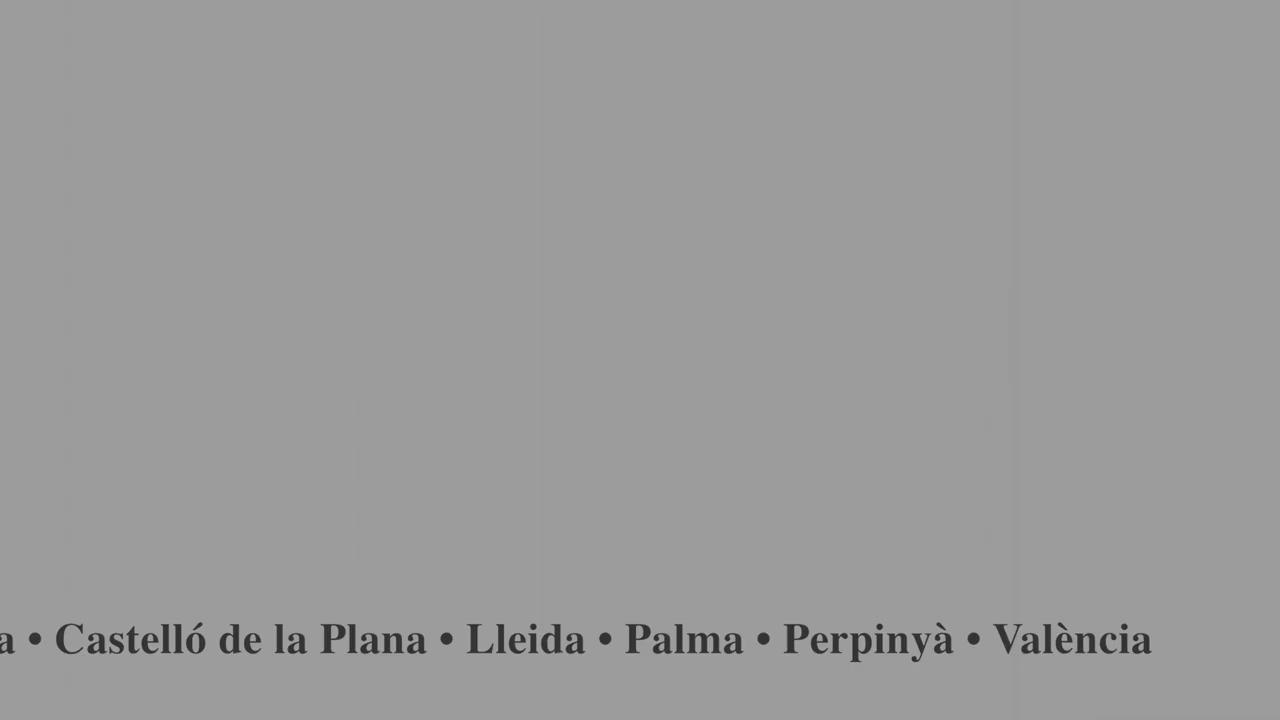 a • Castelló de la Plana • Lleida • Palma • Perpinyà • València